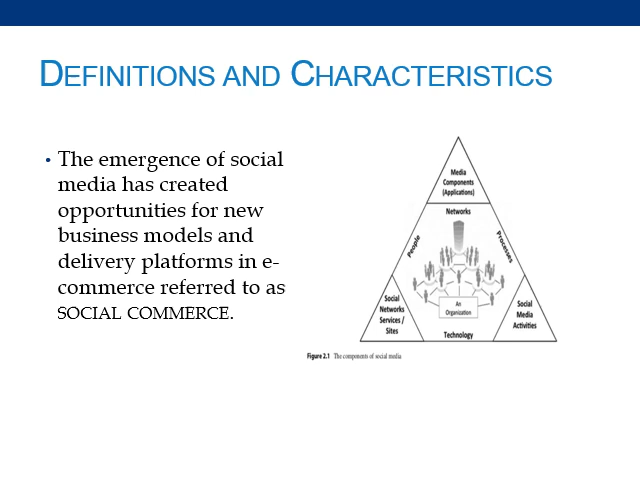 DEFINITIONS AND CHARACTERISTICS
• The emergence of social
media has created
opportunities for new
business models and
delivery platforms in e-
commerce referred to as
SOCIAL COMMERCE.
Media
Components
(Applications)
Networks
People
Processes
Social
Networks
Services /
Sites
An
Organization
Social
Media
Activities
Technology
Figure 2.1 The components of social media